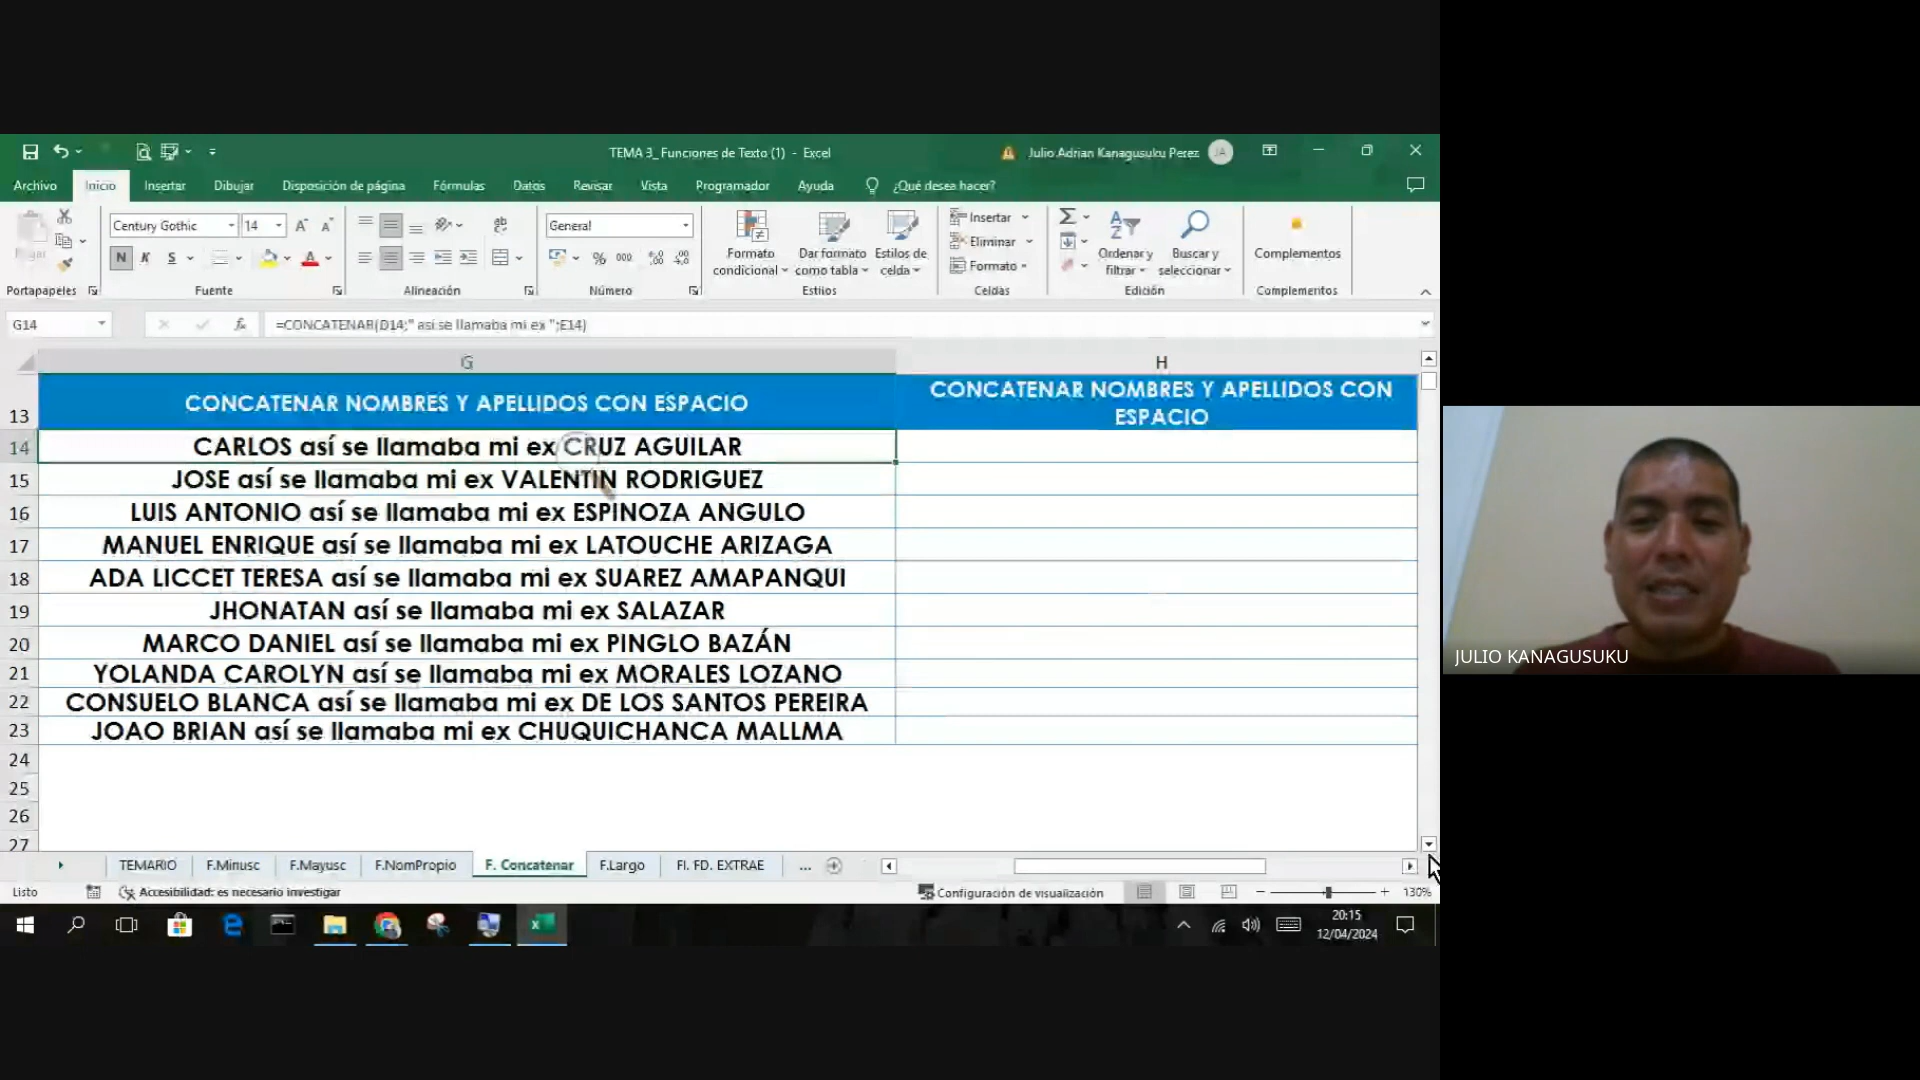 TEMA 3_ Funciones de Texto (1) - Excel
Julio Adrian Kanagusuku Perez
JA
Archivo
Inicio
Insertar
Dibujar
Disposición de página
Fórmulas
Datos
Revisar
Vista
Programador
Ayuda
¿Qué desea hacer?
Pegar
Century Gothic
14
General
Formato condicional
Dar formato como tabla
Estilos de celda
Insertar
Eliminar
Formato
Ordenary filtrar
Buscar y seleccionar
Complementos
N K S
% 000
Portapapeles
Fuente
Alineación
Número
Estilos
Celdas
Edición
Complementos
G14
fx
=CONCATENAR(D14;" así se llamaba mi ex ";E14)
G
H
13
CONCATENAR NOMBRES Y APELLIDOS CON ESPACIO
CONCATENAR NOMBRES Y APELLIDOS CON
ESPACIO
14 CARLOS así se llamaba mi ex CRUZ AGUILAR
15 JOSE así se llamaba mi ex VALENTIN RODRIGUEZ
16 LUIS ANTONIO así se llamaba mi ex ESPINOZA ANGULO
17 MANUEL ENRIQUE así se llamaba mi ex LATOUCHE ARIZAGA
18 ADA LICCET TERESA así se llamaba mi ex SUAREZ AMAPANQUI
19 JHONATAN así se llamaba mi ex SALAZAR
20 MARCO DANIEL así se llamaba mi ex PINGLO BAZÁN
21 YOLANDA CAROLYN así se llamaba mi ex MORALES LOZANO
22 CONSUELO BLANCA así se llamaba mi ex DE LOS SANTOS PEREIRA
23 JOAO BRIAN así se llamaba mi ex CHUQUICHANCA MALLMA
24
25
26
27
JULIO KANAGUSUKU
TEMARIO
F.Minusc
F.Mayusc
F.NomPropio
F. Concatenar
F.Largo
FI. FD. EXTRAE
...
Listo
Accesibilidad: es necesario investigar
Configuración de visualización
130%
20:15
12/04/2024